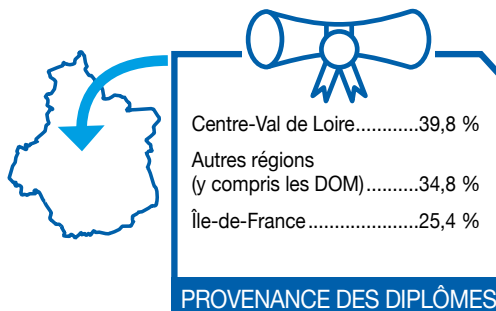 Centre-Val de Loire............39,8 %
Autres régions
(y compris les DOM)..........34,8 %
Île-de-France.....................25,4 %
PROVENANCE DES DIPLÔMES